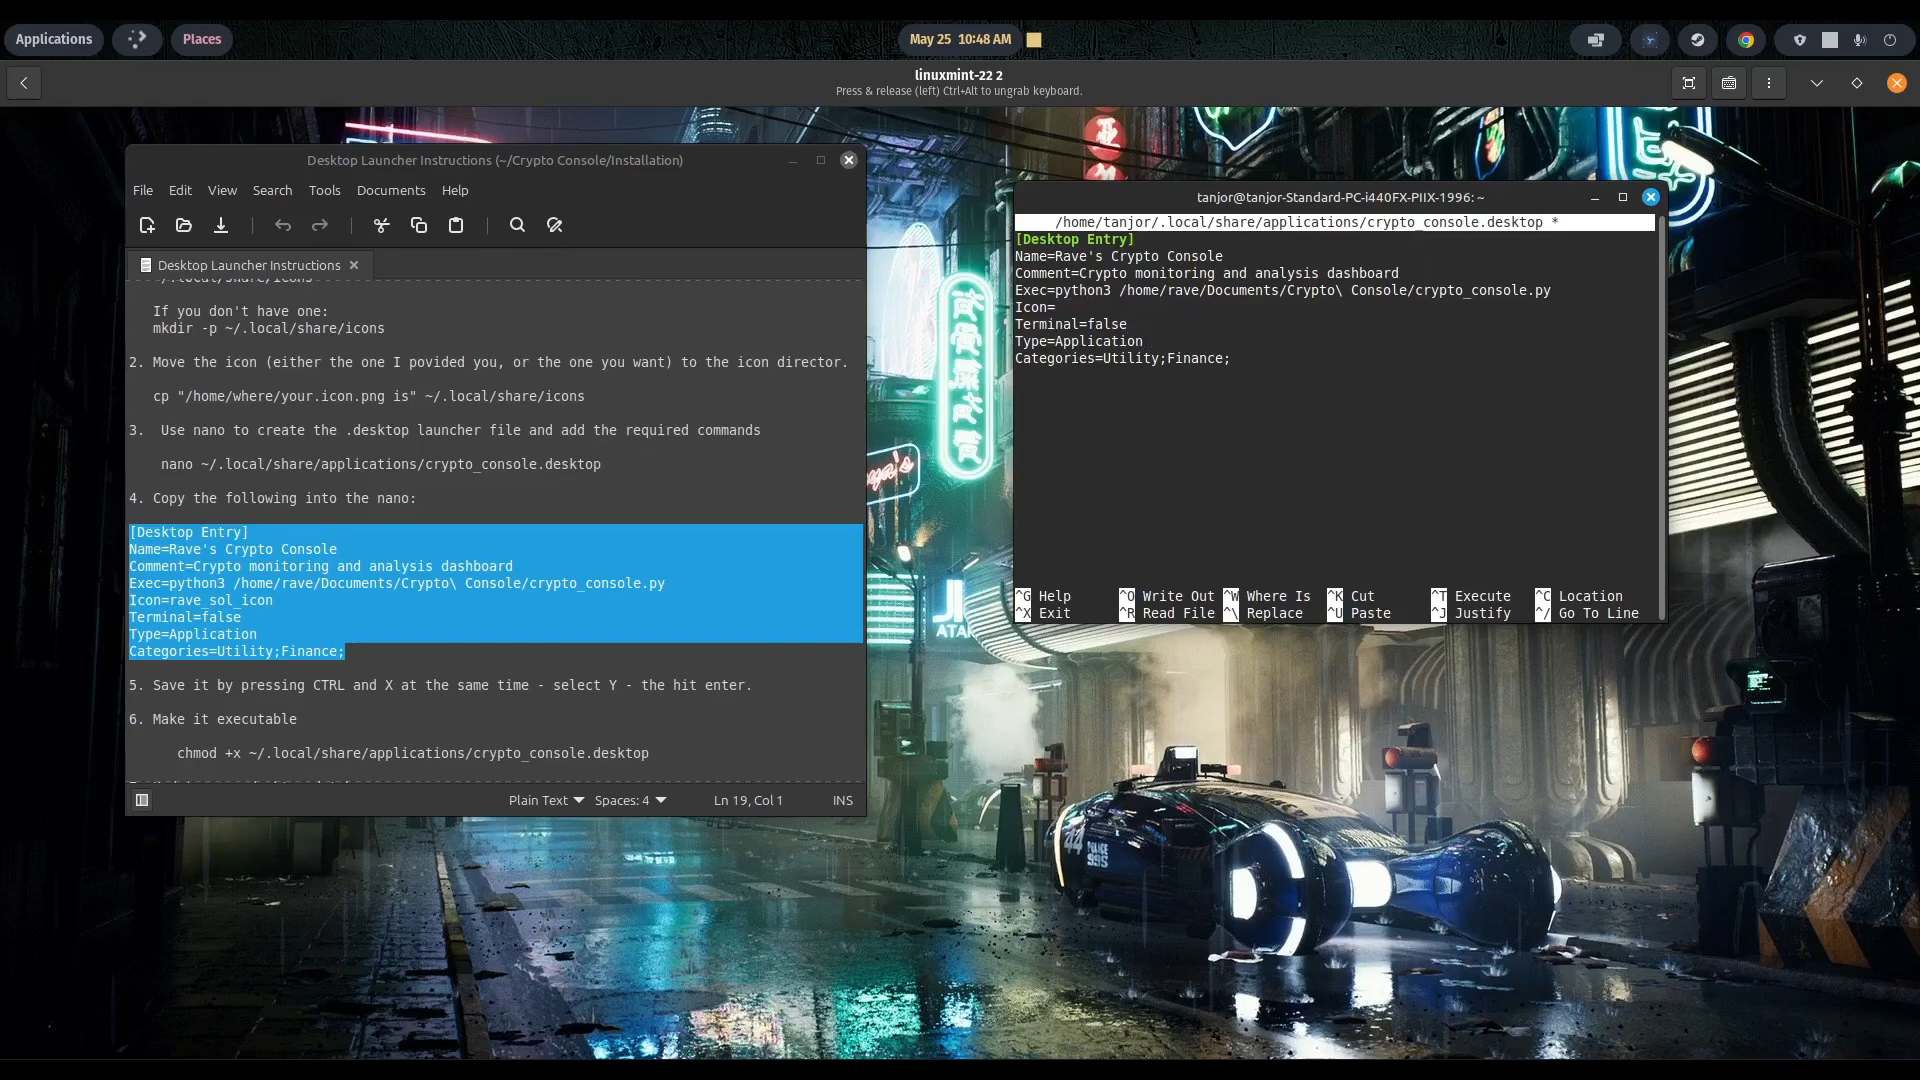 Applications
Places
May 25 10:48 AM
linuxmint-22 2
Press & release (left) Ctrl+Alt to ungrab keyboard.
Desktop Launcher Instructions (~/Crypto Console/Installation)
File Edit View Search Tools Documents Help
Desktop Launcher Instructions
~/.local/share/icons
If you don't have one:
mkdir -p ~/.local/share/icons
2. Move the icon (either the one I povided you, or the one you want) to the icon director.
cp "/home/where/your.icon.png is" ~/.local/share/icons
3.  Use nano to create the .desktop launcher file and add the required commands
nano ~/.local/share/applications/crypto_console.desktop
4. Copy the following into the nano:
[Desktop Entry]
Name=Rave's Crypto Console
Comment=Crypto monitoring and analysis dashboard
Exec=python3 /home/rave/Documents/Crypto\ Console/crypto_console.py
Icon=rave_sol_icon
Terminal=false
Type=Application
Categories=Utility;Finance;
5. Save it by pressing CTRL and X at the same time - select Y - the hit enter.
6. Make it executable
chmod +x ~/.local/share/applications/crypto_console.desktop
Plain Text Spaces: 4 Ln 19, Col 1 INS
tanjor@tanjor-Standard-PC-i440FX-PIIX-1996: ~
/home/tanjor/.local/share/applications/crypto_console.desktop *
[Desktop Entry]
Name=Rave's Crypto Console
Comment=Crypto monitoring and analysis dashboard
Exec=python3 /home/rave/Documents/Crypto\ Console/crypto_console.py
Icon=
Terminal=false
Type=Application
Categories=Utility;Finance;
^G Help ^O Write Out ^W Where Is ^K Cut ^T Execute ^C Location
^X Exit ^R Read File ^\ Replace ^U Paste ^J Justify ^/ Go To Line
44
POLICE
995